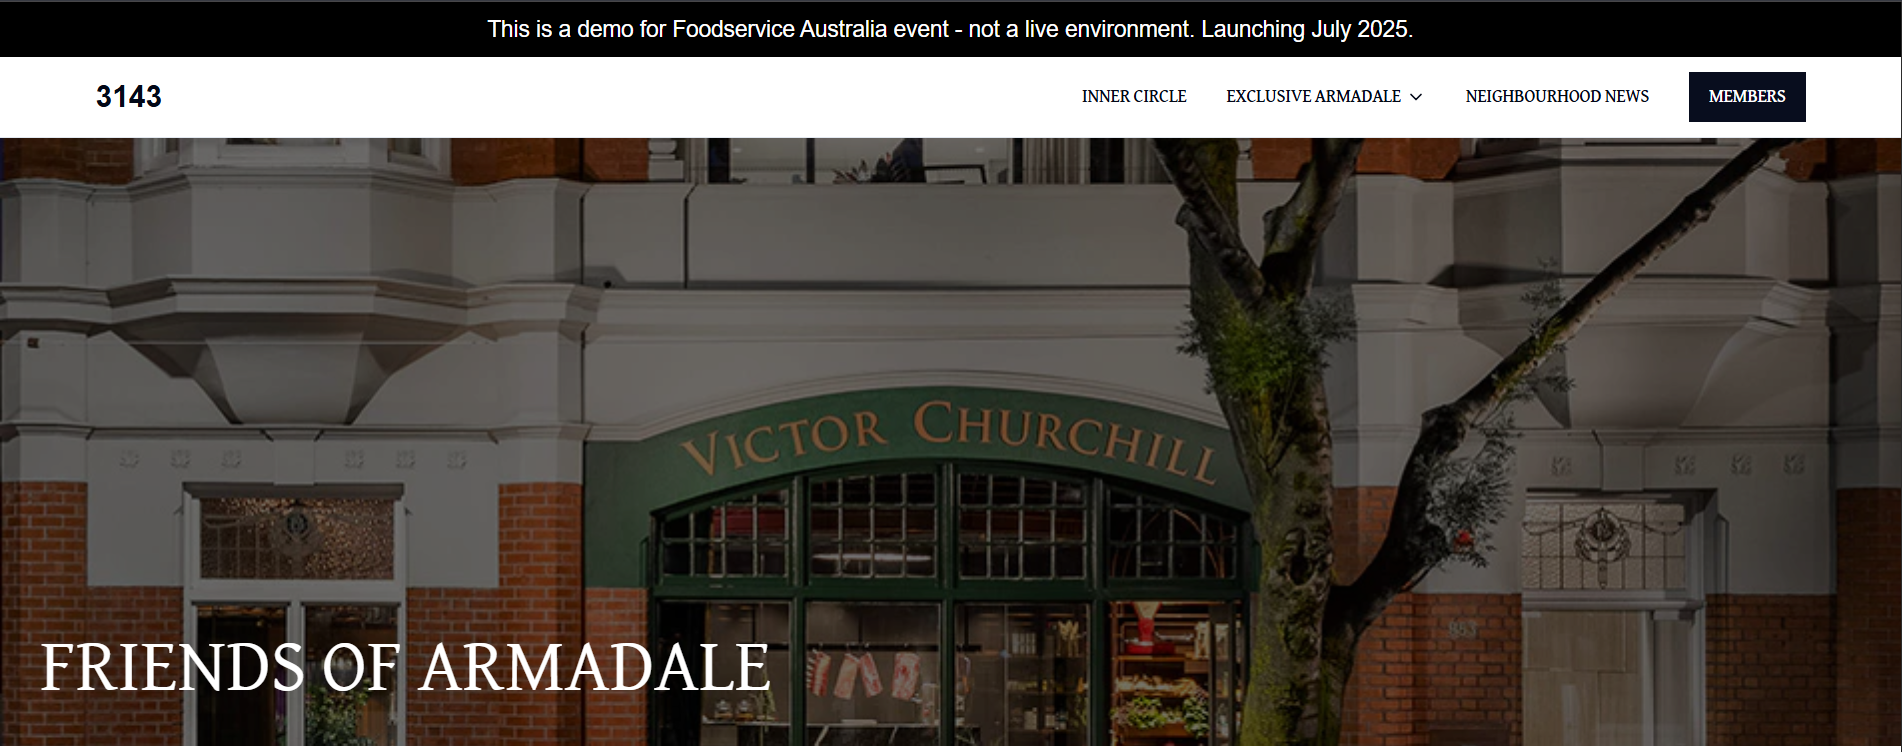 This is a demo for Foodservice Australia event - not a live environment. Launching July 2025.
3143
INNER CIRCLE
EXCLUSIVE ARMADALE
NEIGHBOURHOOD NEWS
MEMBERS
VICTOR CHURCHILL
953
FRIENDS OF ARMADALE